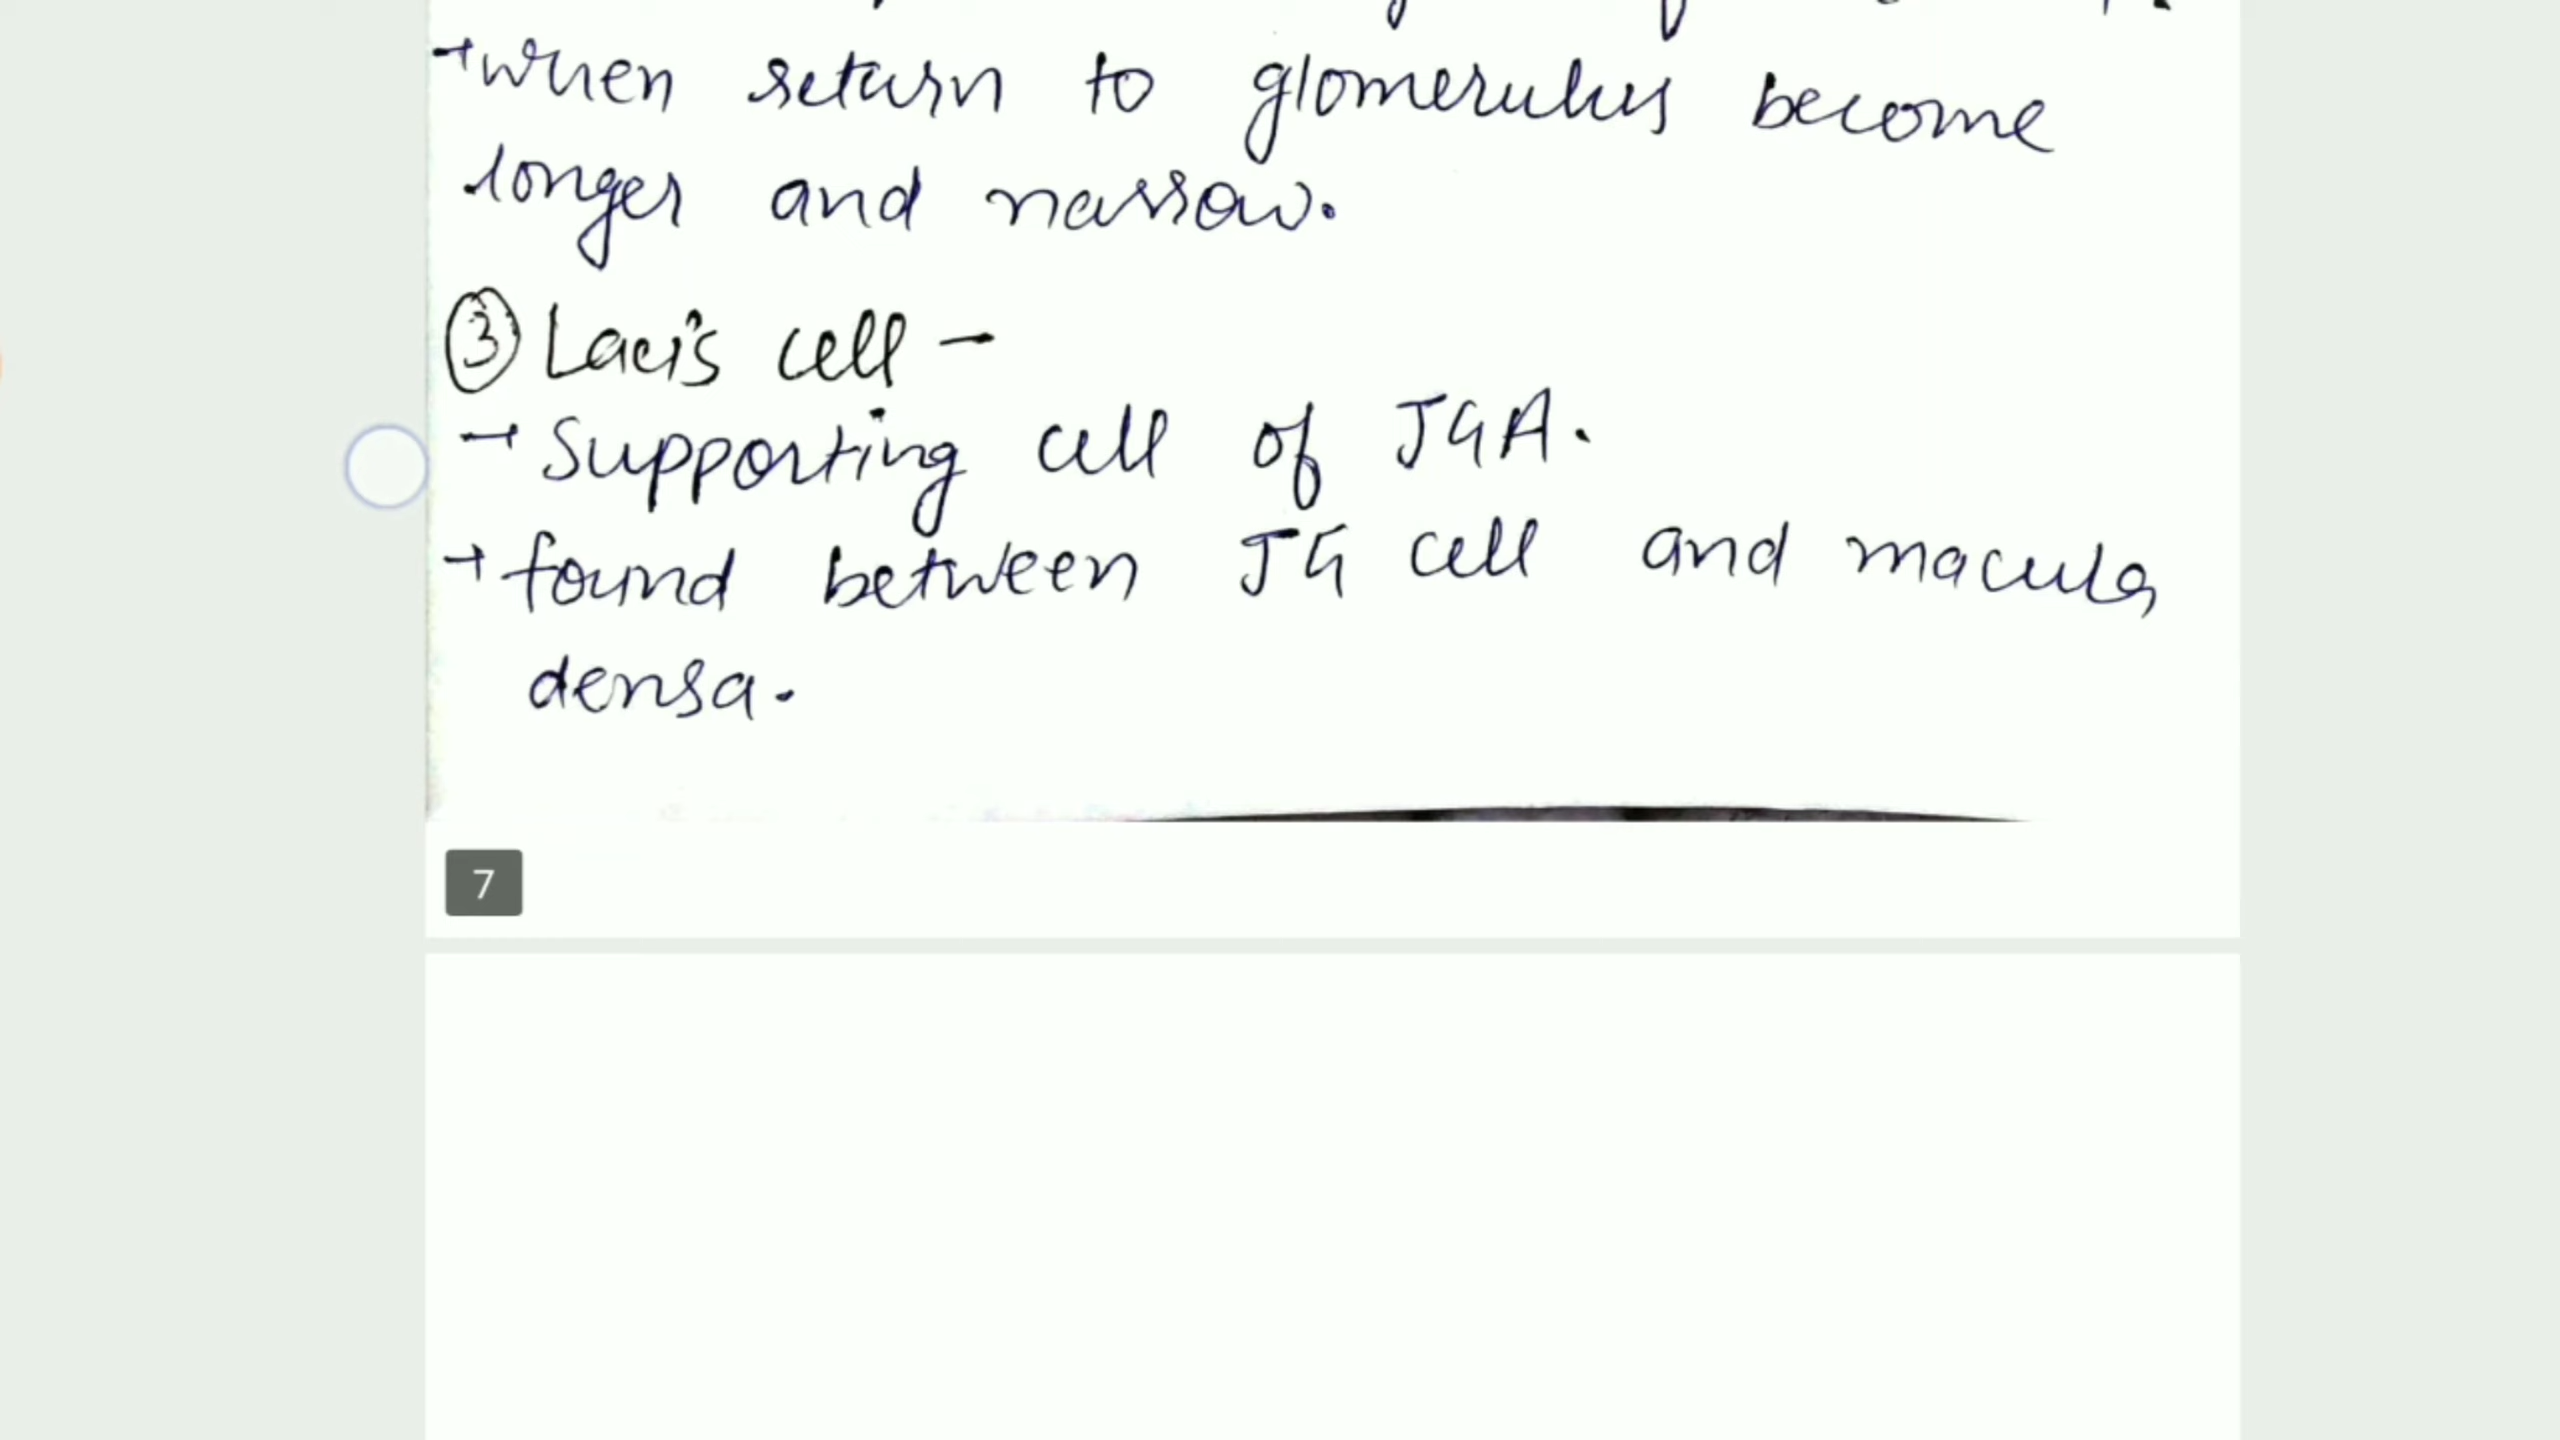 →when return to glomerulus become
longer and narrow.
③ Laci's cell -
→ Supporting cell of JGA.
→ found between JG cell and macula
densa.
7